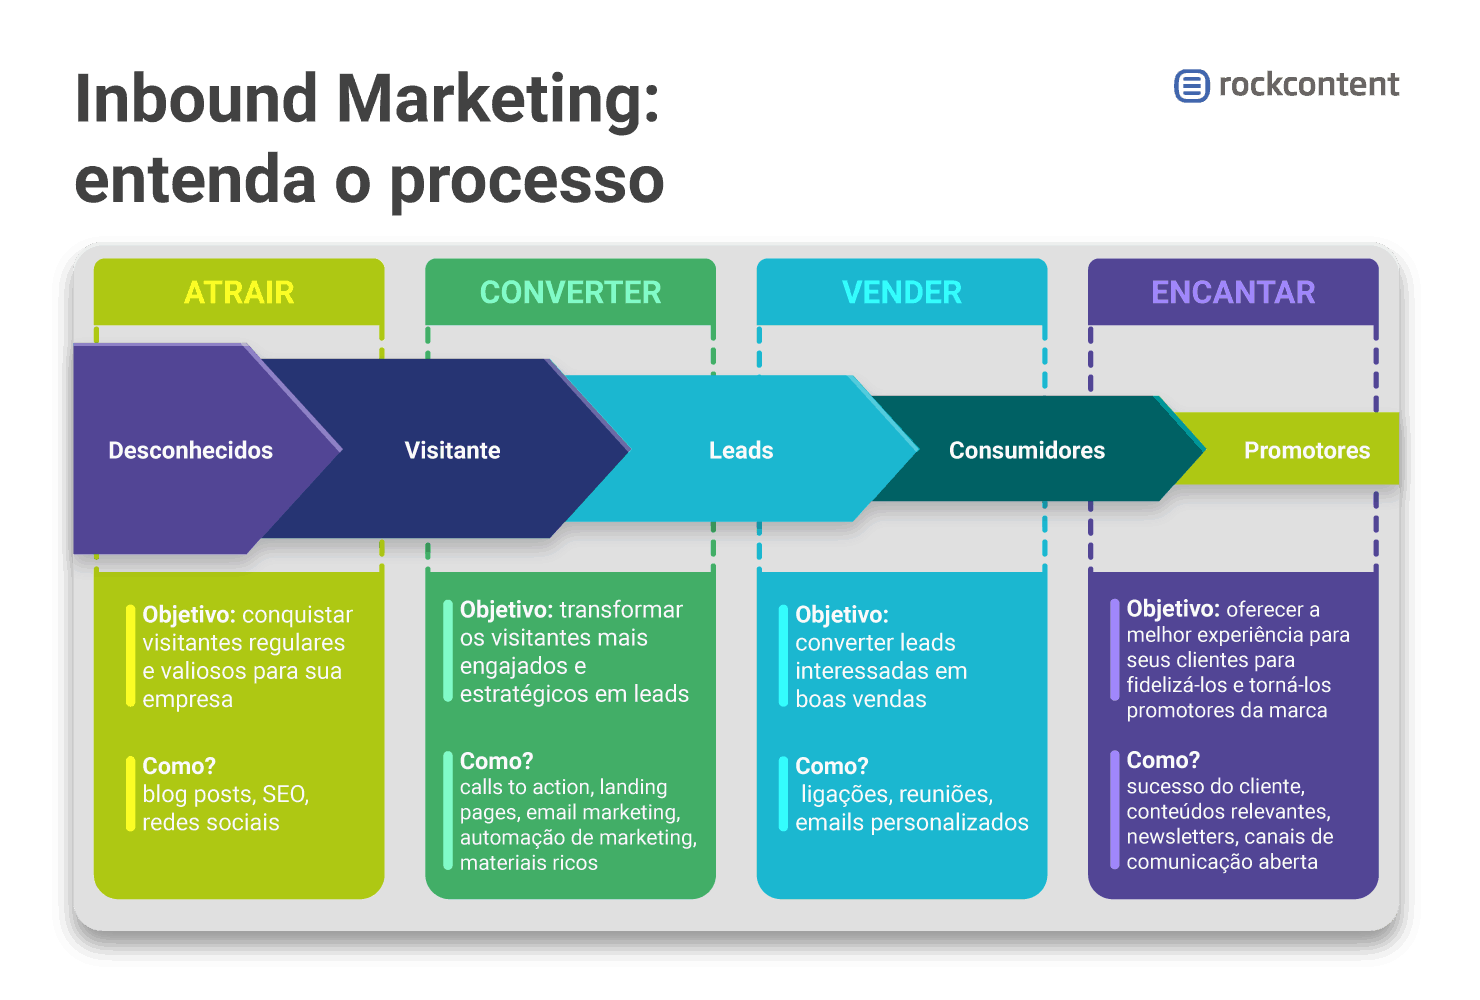 Inbound Marketing:
entenda o processo
rockcontent
ATRAIR
CONVERTER
VENDER
ENCANTAR
Desconhecidos
Visitante
Leads
Consumidores
Promotores
Objetivo: conquistar
visitantes regulares
e valiosos para sua
empresa
Como?
blog posts, SEO,
redes sociais
Objetivo: transformar
os visitantes mais
engajados e
estratégicos em leads
Como?
calls to action, landing
pages, email marketing,
automação de marketing,
materiais ricos
Objetivo:
converter leads
interessadas em
boas vendas
Como?
ligações, reuniões,
emails personalizados
Objetivo: oferecer a
melhor experiência para
seus clientes para
fidelizá-los e torná-los
promotores da marca
Como?
sucesso do cliente,
conteúdos relevantes,
newsletters, canais de
comunicação aberta